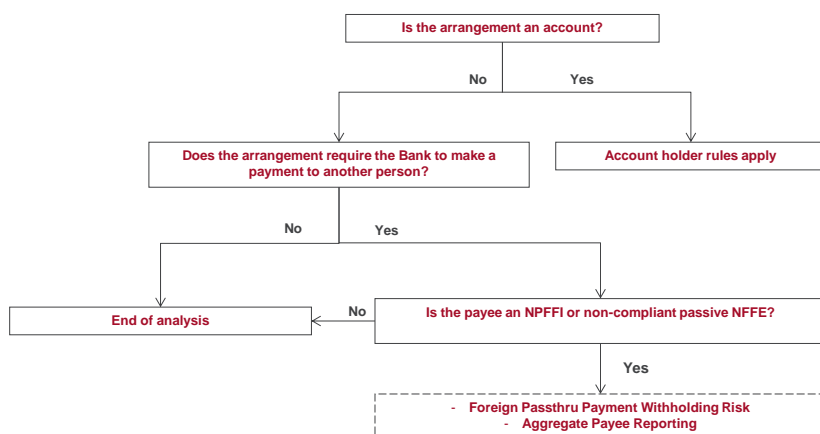 Is the arrangement an account?
No
Yes
Does the arrangement require the Bank to make a
payment to another person?
Account holder rules apply
No
Yes
End of analysis
No
Is the payee an NPFFI or non-compliant passive NFFE?
Yes
- Foreign Passthru Payment Withholding Risk
- Aggregate Payee Reporting